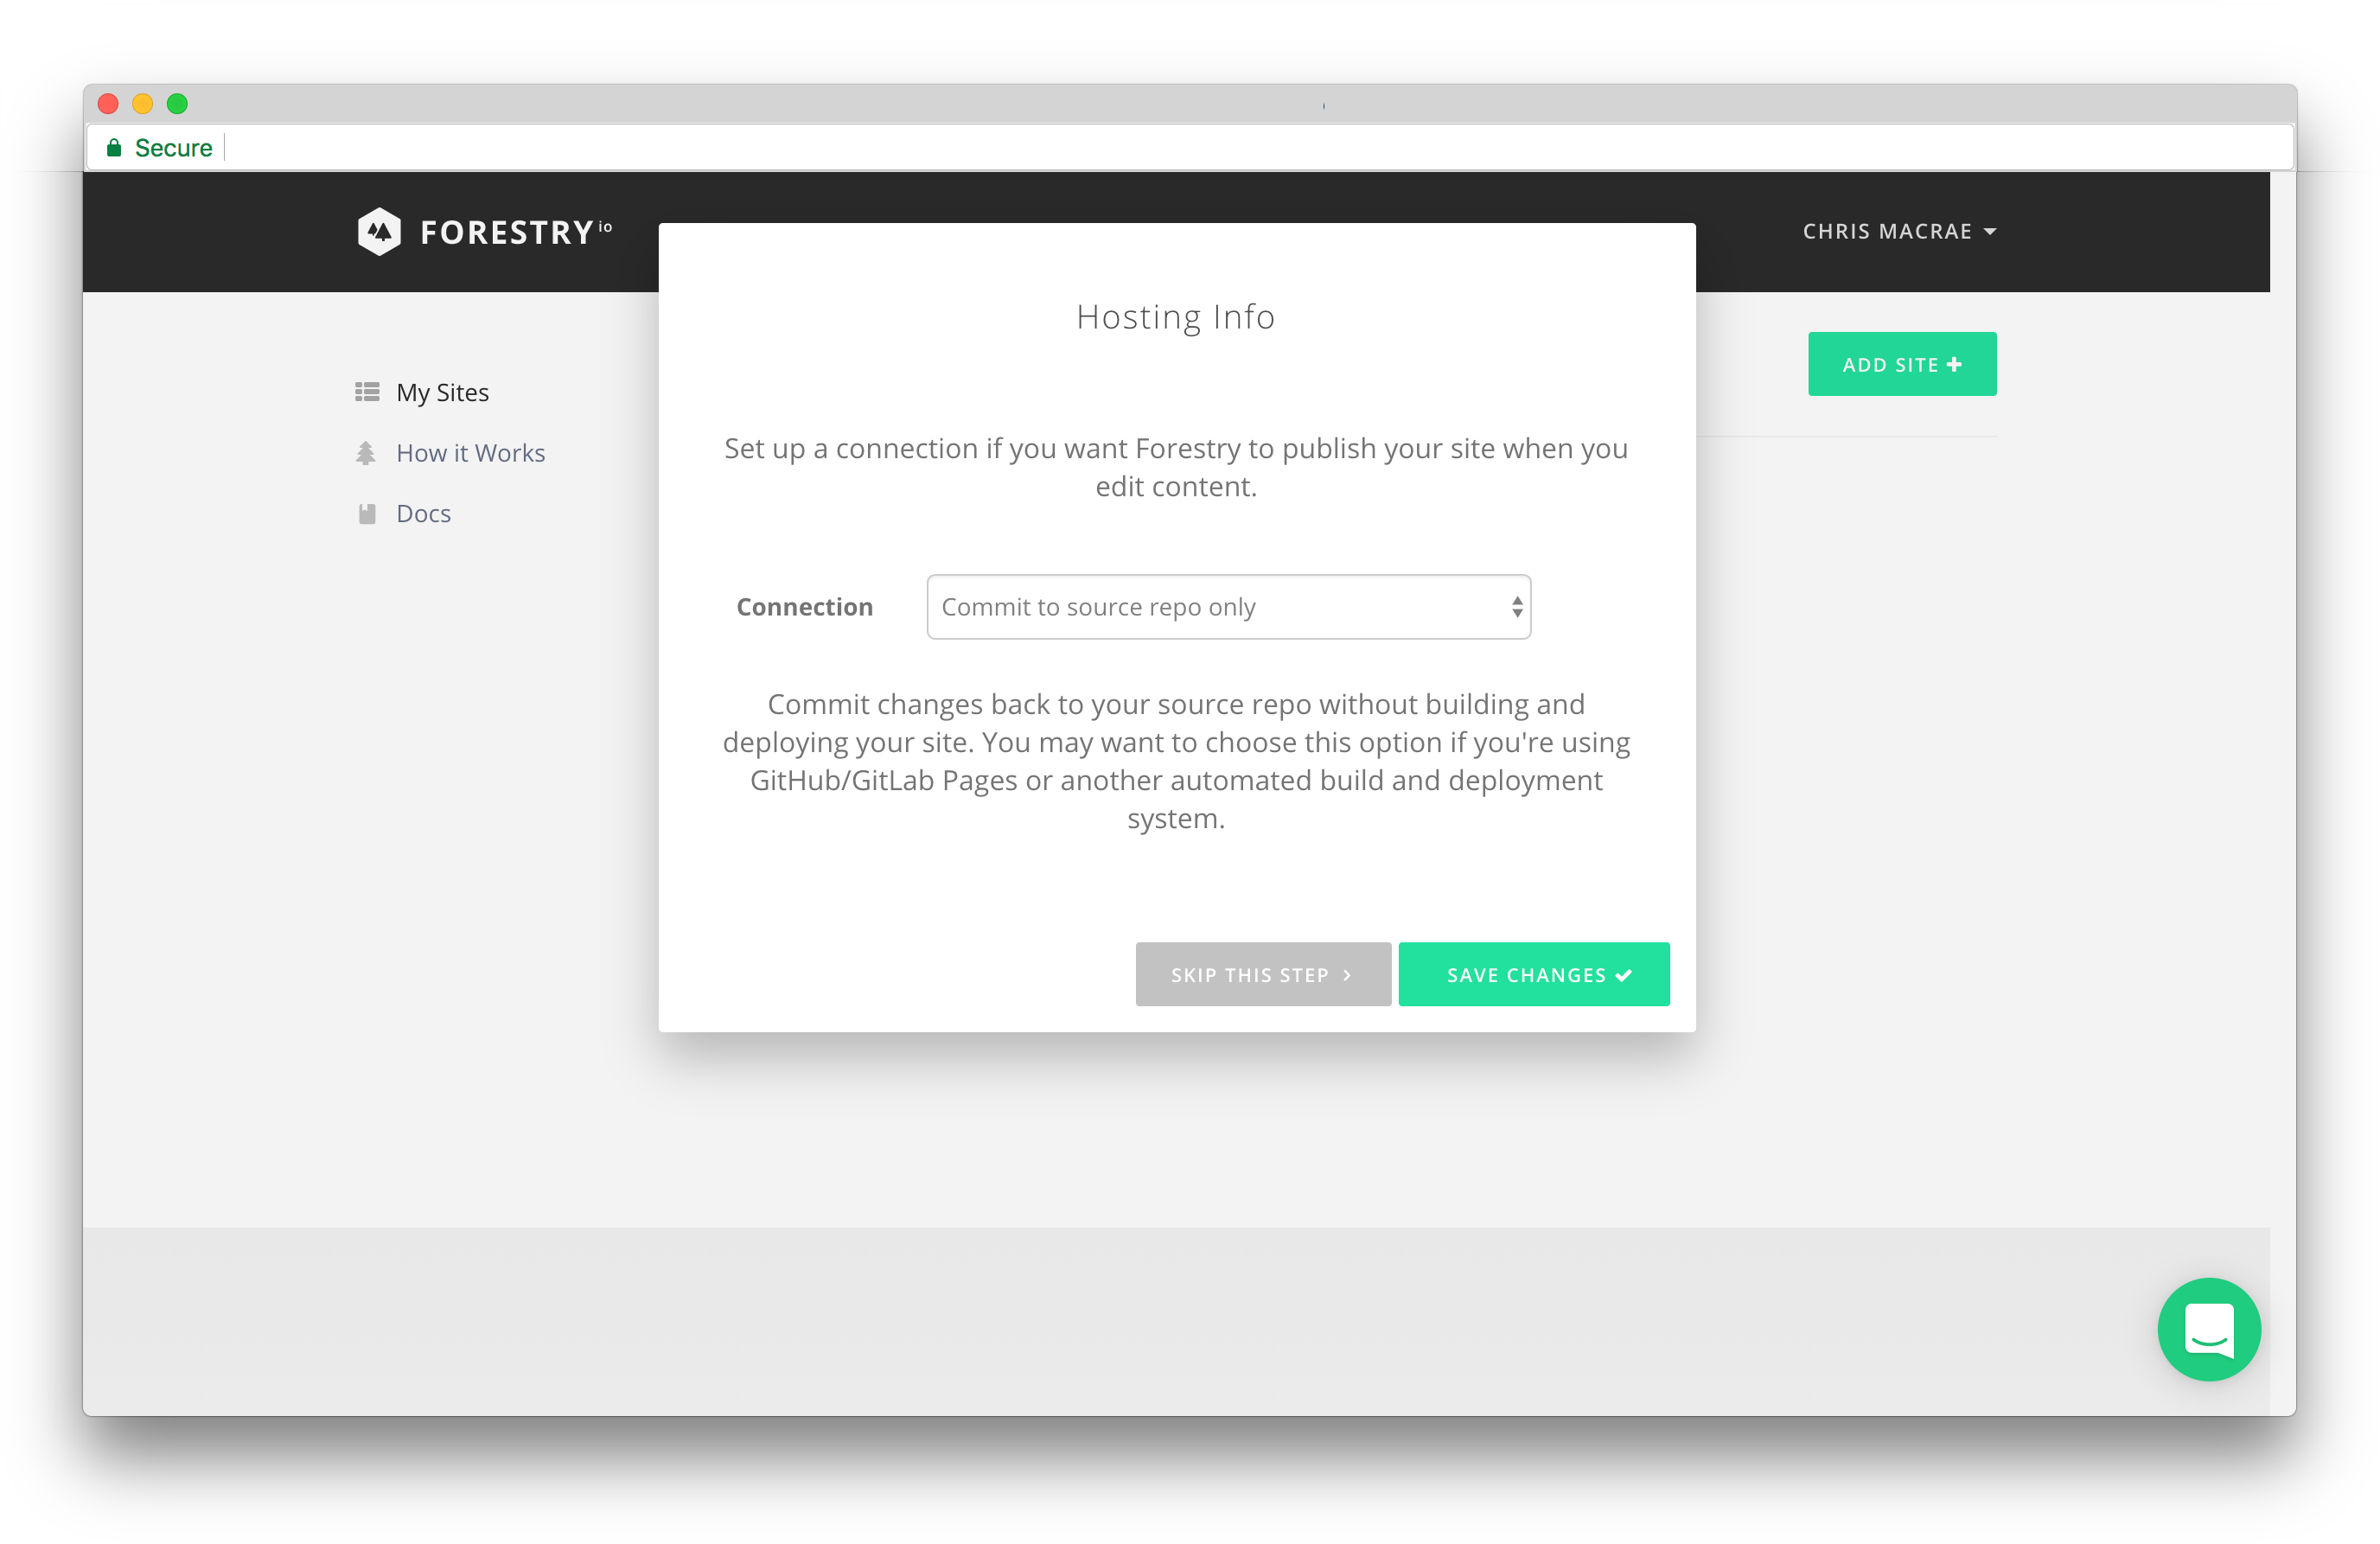 Secure
FORESTRY io
CHRIS MACRAE
My Sites
How it Works
Docs
ADD SITE
Hosting Info
Set up a connection if you want Forestry to publish your site when you
edit content.
Connection
Commit to source repo only
Commit changes back to your source repo without building and
deploying your site. You may want to choose this option if you're using
GitHub/GitLab Pages or another automated build and deployment
system.
SKIP THIS STEP
SAVE CHANGES